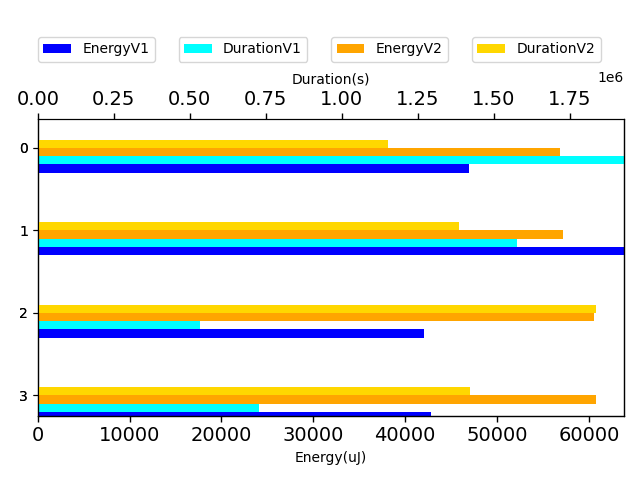 EnergyV1 DurationV1 EnergyV2 DurationV2
Duration(s)
1e6
0.00 0.25 0.50 0.75 1.00 1.25 1.50 1.75
0
1
2
3
0 10000 20000 30000 40000 50000 60000
Energy(uJ)